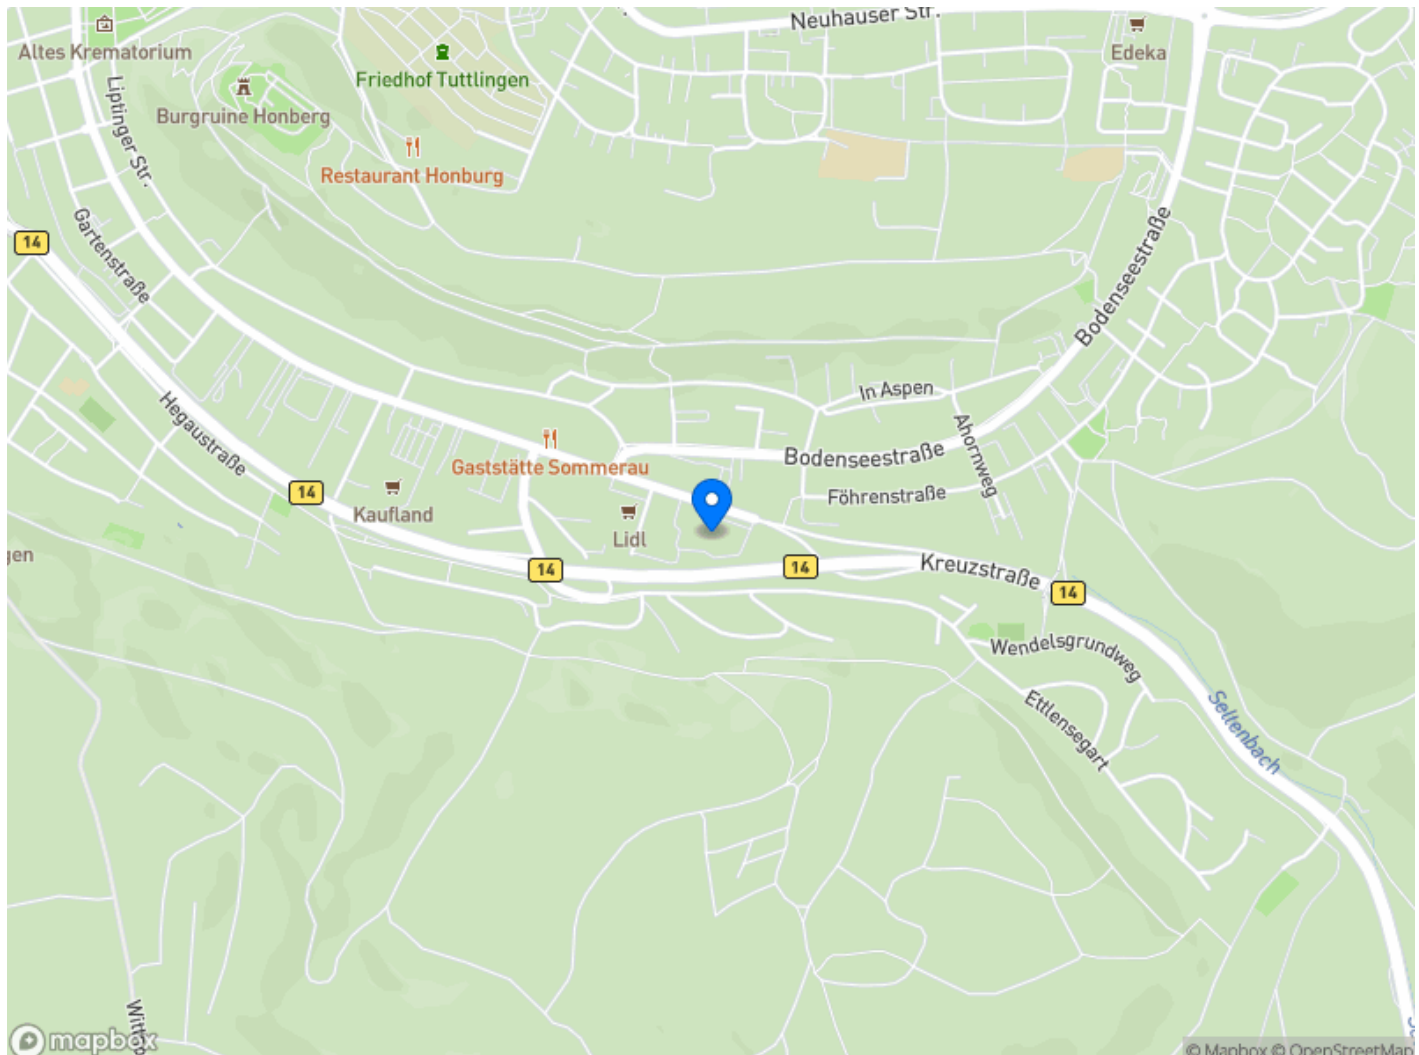 Neuhauser Str.
Altes Krematorium
Edeka
Friedhof Tuttlingen
Liptinger Str.
Burgruine Honberg
Restaurant Honburg
14
Gartenstraße
Bodenseestraße
In Aspen
Hegaustraße
Ahornweg
Gaststätte Sommerau
Bodenseestraße
14
Föhrenstraße
Kaufland
Lidl
14
14
Kreuzstraße
14
Wendelsgrundweg
Ettlensegart
Seltenbach
mapbox
© Mapbox © OpenStreetMap